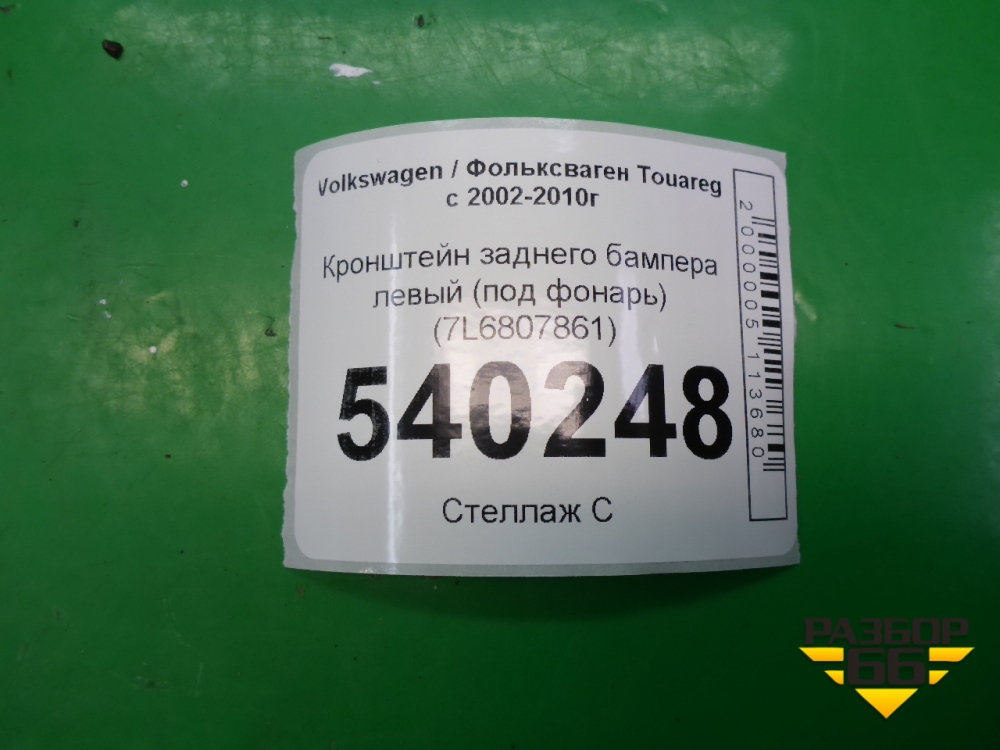 Volkswagen / Фольксваген Touareg
с 2002-2010г
Кронштейн заднего бампера
левый (под фонарь)
(7L6807861)
540248
Стеллаж С
2000005113680
РАЗБОР
66